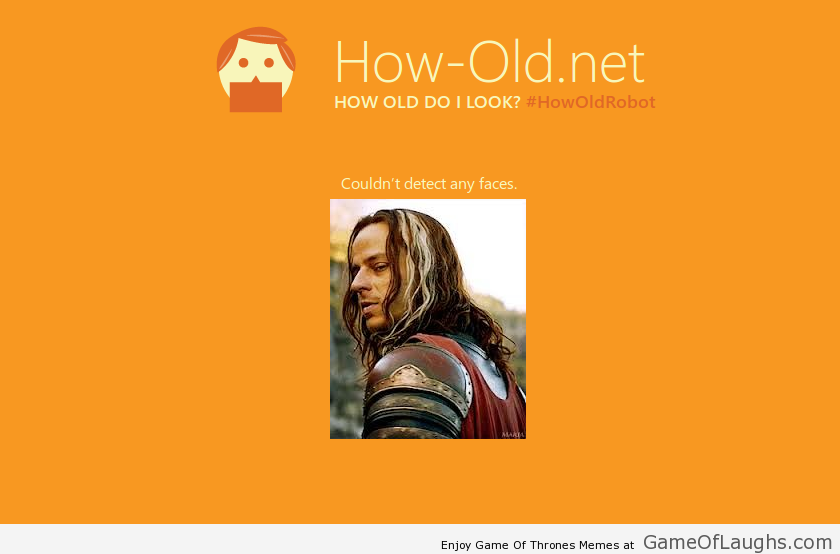 How-Old.net
HOW OLD DO I LOOK? #HowOldRobot
Couldn't detect any faces.
MARIA
Enjoy Game Of Thrones Memes at GameOfLaughs.com